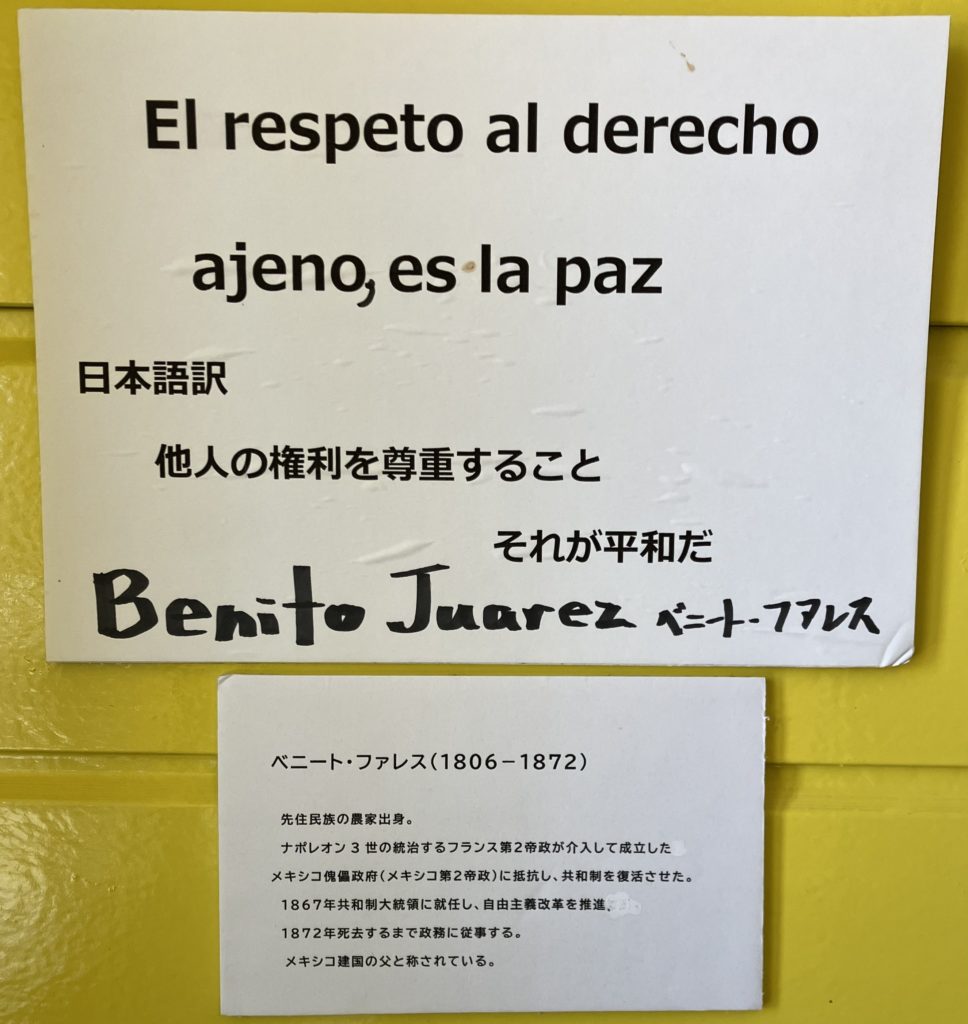 El respeto al derecho
ajeno, es la paz
日本語訳
他人の権利を尊重すること
それが平和だ
Benito Juarez ベニート・フアレス
ベニート・ファレス(1806－1872)
先住民族の農家出身。
ナポレオン3世の統治するフランス第2帝政が介入して成立した
メキシコ傀儡政府(メキシコ第2帝政)に抵抗し、共和制を復活させた。
1867年共和制大統領に就任し、自由主義改革を推進、
1872年死去するまで政務に従事する。
メキシコ建国の父と称されている。